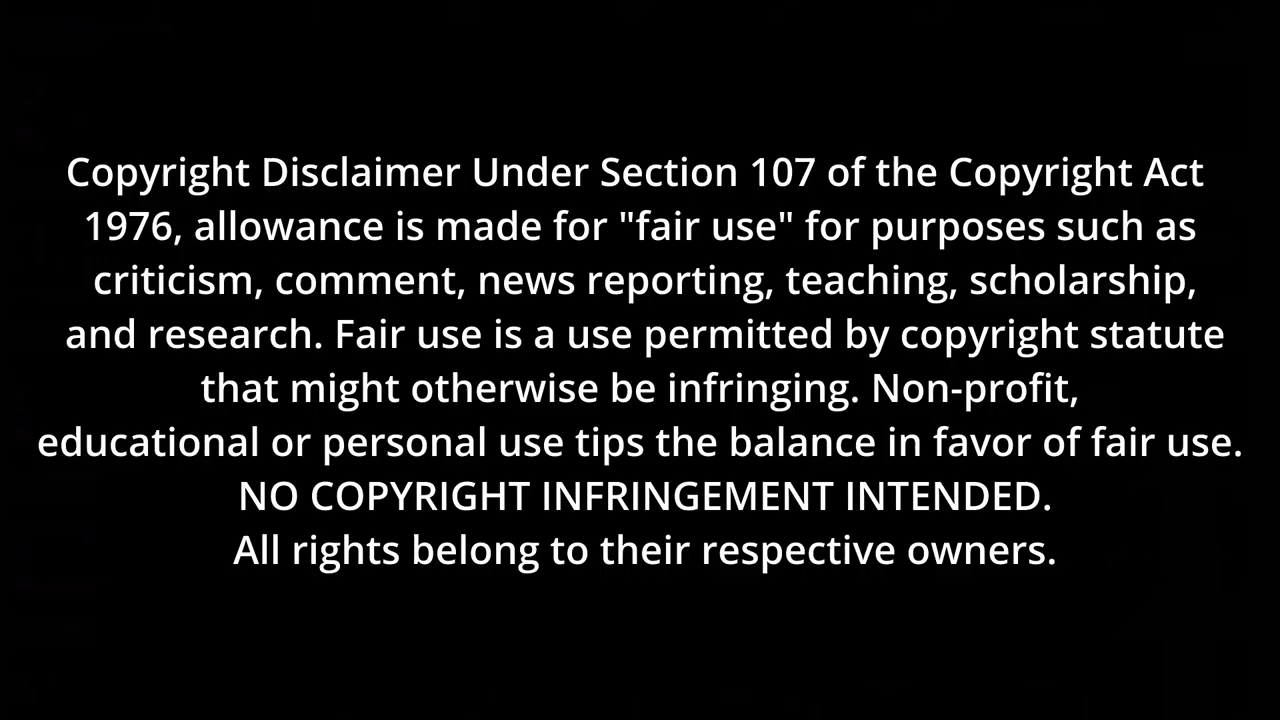 Copyright Disclaimer Under Section 107 of the Copyright Act
1976, allowance is made for "fair use" for purposes such as
criticism, comment, news reporting, teaching, scholarship,
and research. Fair use is a use permitted by copyright statute
that might otherwise be infringing. Non-profit,
educational or personal use tips the balance in favor of fair use.
NO COPYRIGHT INFRINGEMENT INTENDED.
All rights belong to their respective owners.